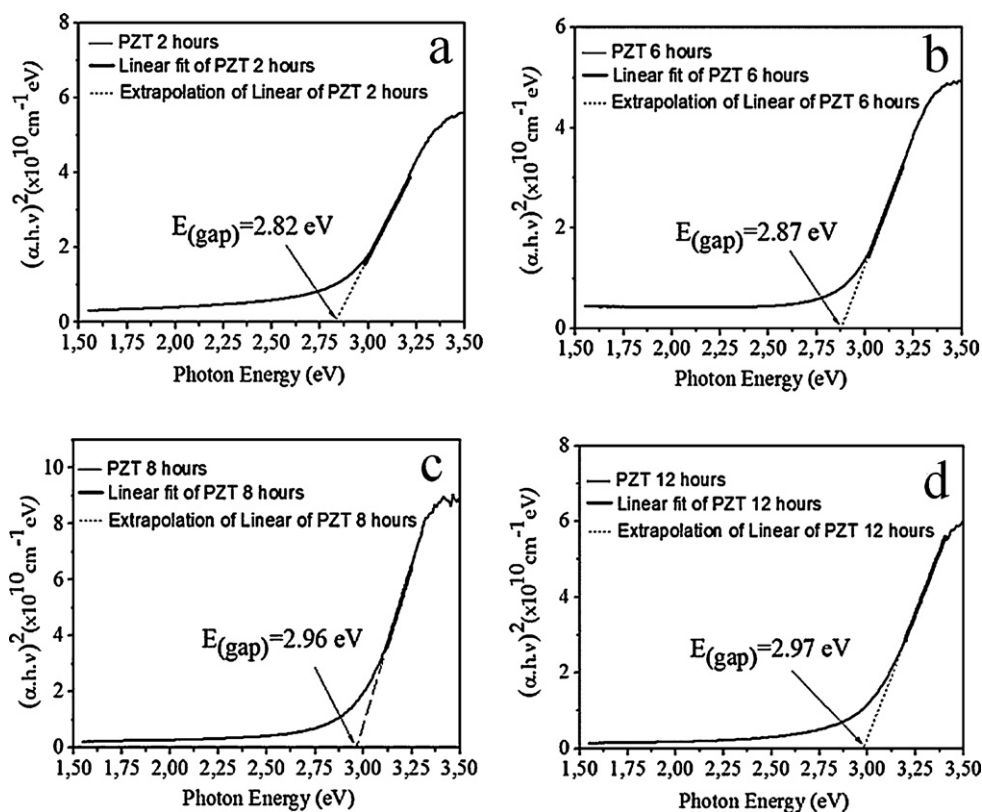 a
PZT 2 hours
Linear fit of PZT 2 hours
Extrapolation of Linear of PZT 2 hours
E(gap)=2.82 eV
(α.h.ν)²(x10¹⁰cm⁻¹eV)
8
6
4
2
0
1,50 1,75 2,00 2,25 2,50 2,75 3,00 3,25 3,50
Photon Energy (eV)
b
PZT 6 hours
Linear fit of PZT 6 hours
Extrapolation of Linear of PZT 6 hours
E(gap)=2.87 eV
(α.h.ν)²(x10¹⁰cm⁻¹eV)
6
4
2
0
1,50 1,75 2,00 2,25 2,50 2,75 3,00 3,25 3,50
Photon Energy (eV)
c
PZT 8 hours
Linear fit of PZT 8 hours
Extrapolation of Linear of PZT 8 hours
E(gap)=2.96 eV
(α.h.ν)²(x10¹⁰cm⁻¹eV)
10
8
6
4
2
0
1,50 1,75 2,00 2,25 2,50 2,75 3,00 3,25 3,50
Photon Energy (eV)
d
PZT 12 hours
Linear fit of PZT 12 hours
Extrapolation of Linear of PZT 12 hours
E(gap)=2.97 eV
(α.h.ν)²(x10¹⁰cm⁻¹eV)
8
6
4
2
0
1,50 1,75 2,00 2,25 2,50 2,75 3,00 3,25 3,50
Photon Energy (eV)